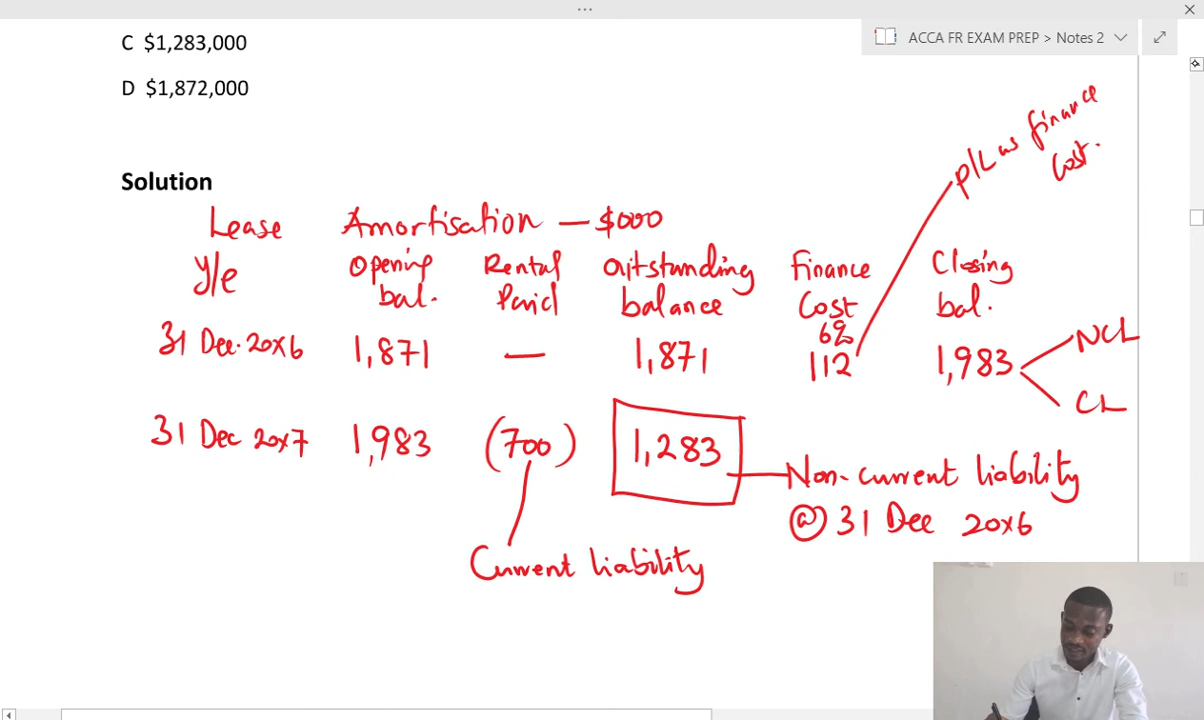 ACCA FR EXAM PREP > Notes 2
C $1,283,000
D $1,872,000
Solution
P/L as finance cost.
Lease Amortisation — $000
Y/e Opening bal. Rental Paid Outstanding balance Finance Cost 6% Closing bal.
31 Dec. 20x6 1,871 — 1,871 112 1,983
NCL
CL
31 Dec 20x7 1,983 (700) 1,283
Non-current liability
@ 31 Dec 20x6
Current liability